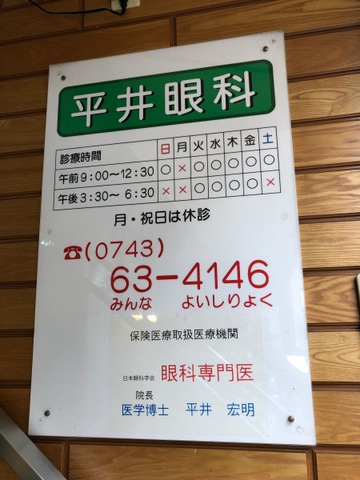 平井眼科
診療時間 日 月 火 水 木 金 土
午前 9:00〜12:30 ○ × ○ ○ ○ ○ ○
午後 3:30〜 6:30 × × ○ ○ ○ ○ ×
月・祝日は休診
☎(0743)
63-4146
みんな よいしりょく
保険医療取扱医療機関
日本眼科学会 眼科専門医
院長
医学博士 平井 宏明